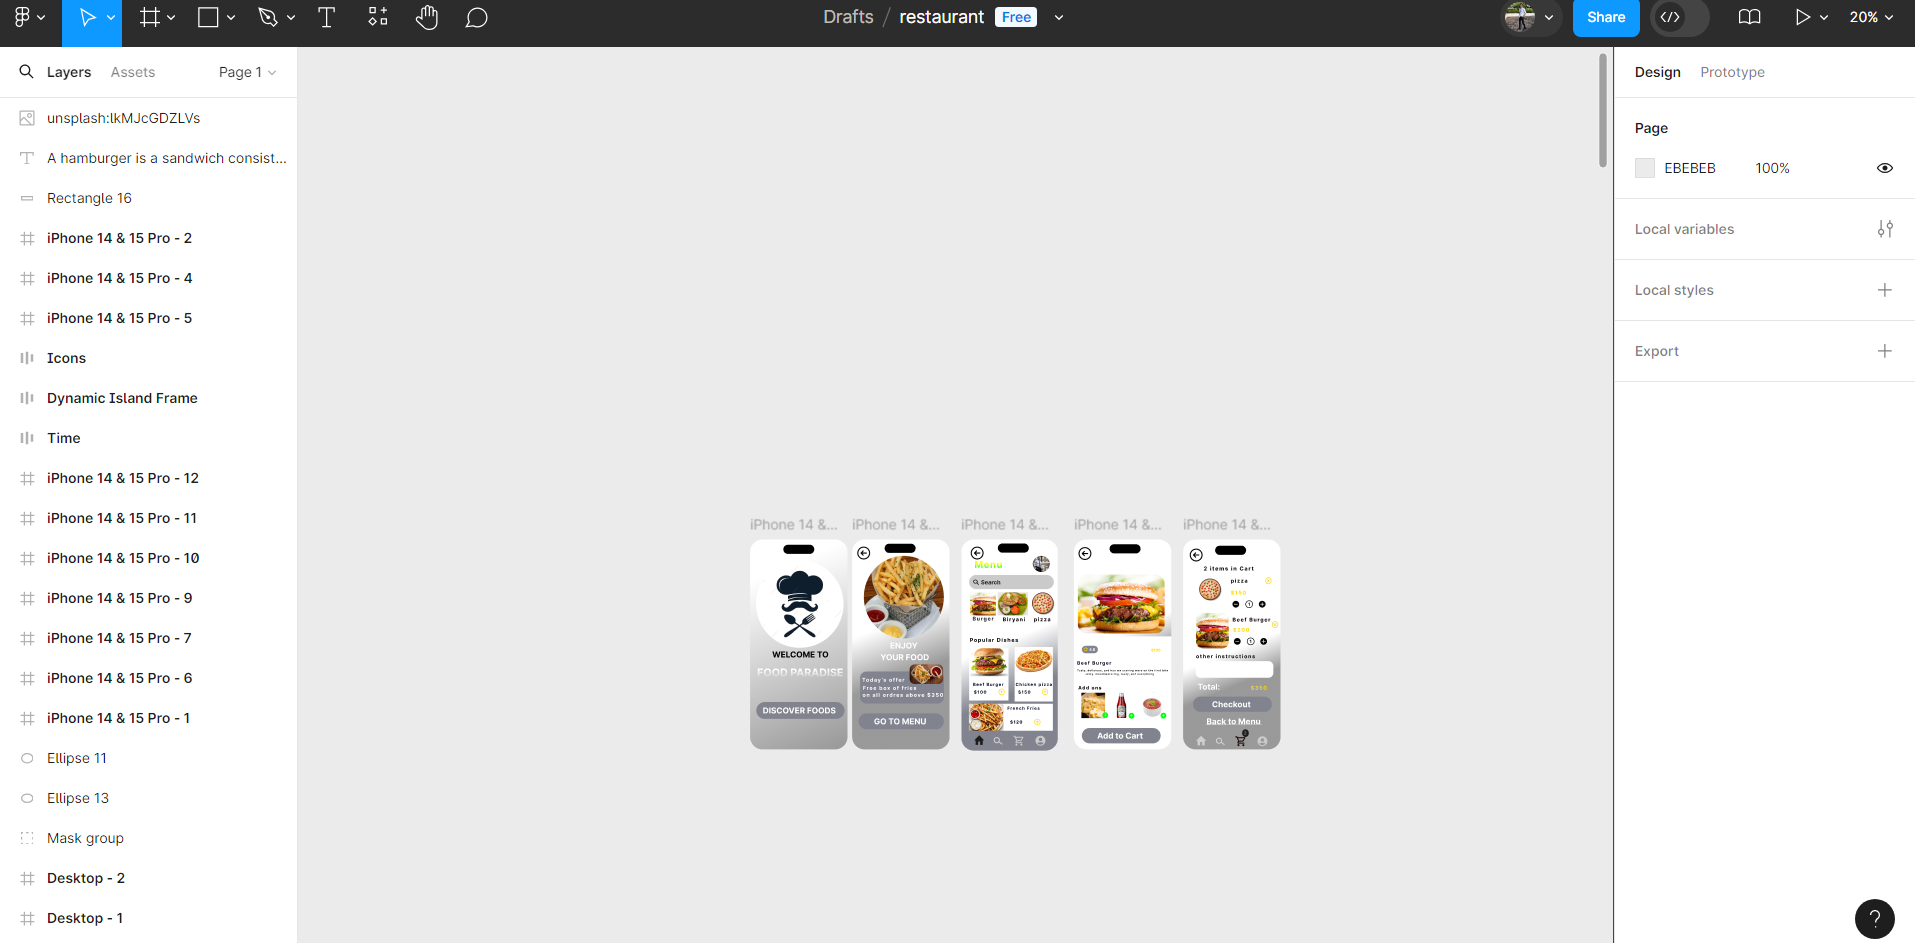 Drafts / restaurant Free
Share
20%
Layers
Assets
Page 1
unsplash:lkMJcGDZLVs
A hamburger is a sandwich consist...
Rectangle 16
iPhone 14 & 15 Pro - 2
iPhone 14 & 15 Pro - 4
iPhone 14 & 15 Pro - 5
Icons
Dynamic Island Frame
Time
iPhone 14 & 15 Pro - 12
iPhone 14 & 15 Pro - 11
iPhone 14 & 15 Pro - 10
iPhone 14 & 15 Pro - 9
iPhone 14 & 15 Pro - 7
iPhone 14 & 15 Pro - 6
iPhone 14 & 15 Pro - 1
Ellipse 11
Ellipse 13
Mask group
Desktop - 2
Desktop - 1
iPhone 14 &...
WELCOME TO
FOOD PARADISE
DISCOVER FOODS
iPhone 14 &...
ENJOY
YOUR FOOD
Today's offer
Free box of fries
on all ordres above $350
GO TO MENU
iPhone 14 &...
Menu
Search
Burger
Biryani
pizza
Popular Dishes
Beef Burger
$100
Chicken pizza
$150
French Fries
$120
iPhone 14 &...
Beef Burger
Add ons
Add to Cart
iPhone 14 &...
2 items in Cart
pizza
$150
1
Beef Burger
$200
1
other instructions
Total:
$350
Checkout
Back to Menu
Design
Prototype
Page
EBEBEB
100%
Local variables
Local styles
Export
?